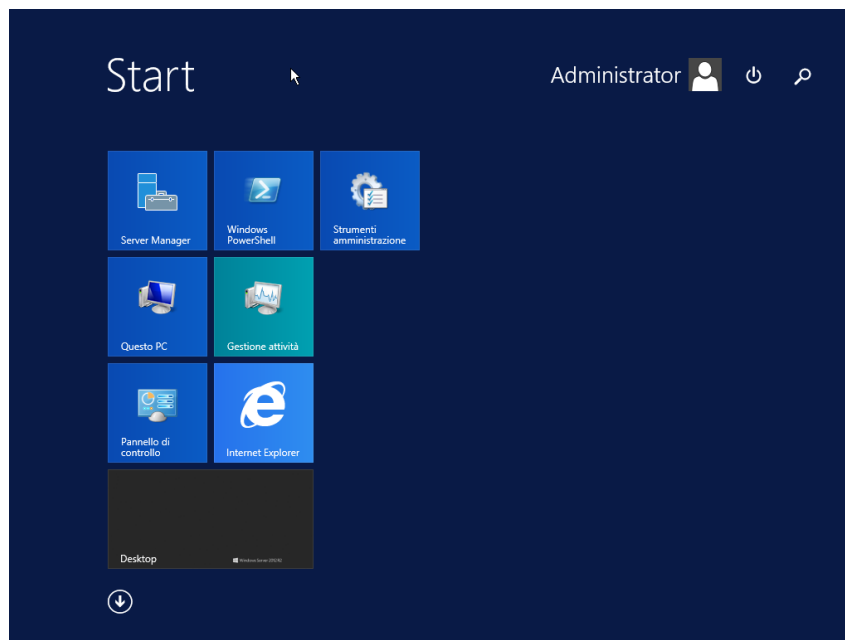 Start
Administrator
Server Manager
Windows
PowerShell
Strumenti
amministrazione
Questo PC
Gestione attività
Pannello di
controllo
Internet Explorer
Desktop